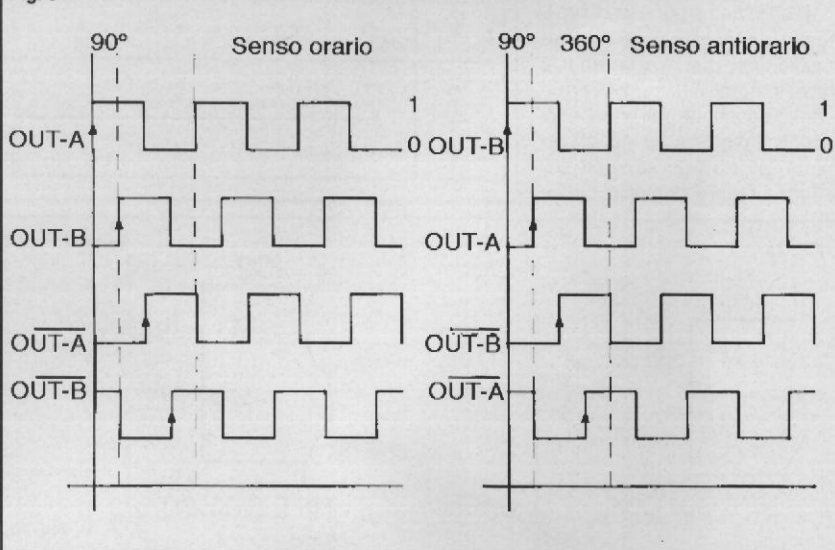 90°
Senso orario
OUT-A
1
0
OUT-B
OUT-A
OUT-B
90°
360°
Senso antiorario
OUT-B
1
0
OUT-A
OUT-B
OUT-A